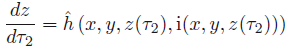 dz/dτ₂ = ĥ (x, y, z(τ₂), i(x, y, z(τ₂)))